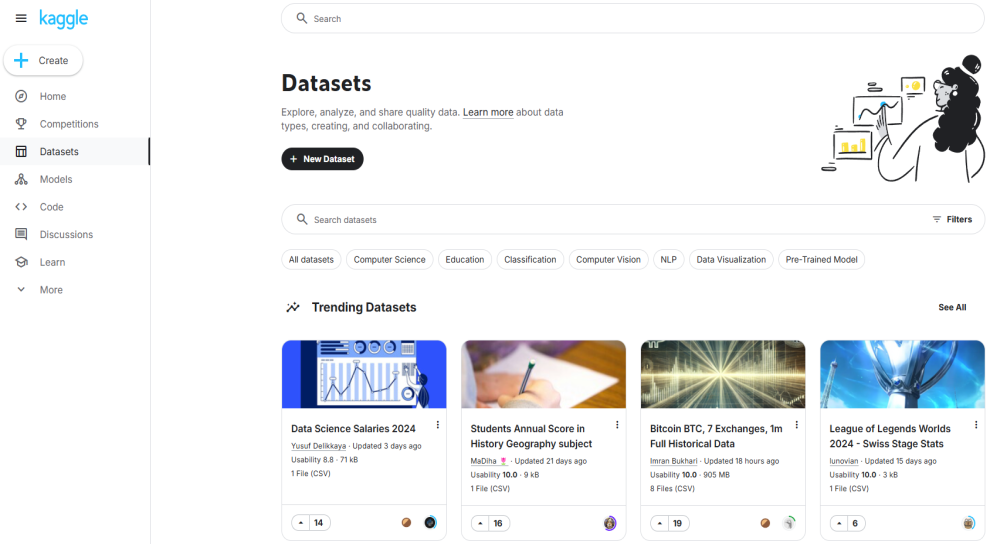 kaggle
Search
Create
Home
Competitions
Datasets
Models
Code
Discussions
Learn
More
Datasets
Explore, analyze, and share quality data. Learn more about data
types, creating, and collaborating.
+ New Dataset
Search datasets
Filters
All datasets
Computer Science
Education
Classification
Computer Vision
NLP
Data Visualization
Pre-Trained Model
Trending Datasets
See All
Data Science Salaries 2024
Yusuf Delikkaya · Updated 3 days ago
Usability 8.8 · 71 kB
1 File (CSV)
14
Students Annual Score in
History Geography subject
MaDiha 🌷 · Updated 21 days ago
Usability 10.0 · 9 kB
1 File (CSV)
16
Bitcoin BTC, 7 Exchanges, 1m
Full Historical Data
Imran Bukhari · Updated 18 hours ago
Usability 10.0 · 905 MB
8 Files (CSV)
19
League of Legends Worlds
2024 - Swiss Stage Stats
lunovian · Updated 15 days ago
Usability 10.0 · 3 kB
1 File (CSV)
6